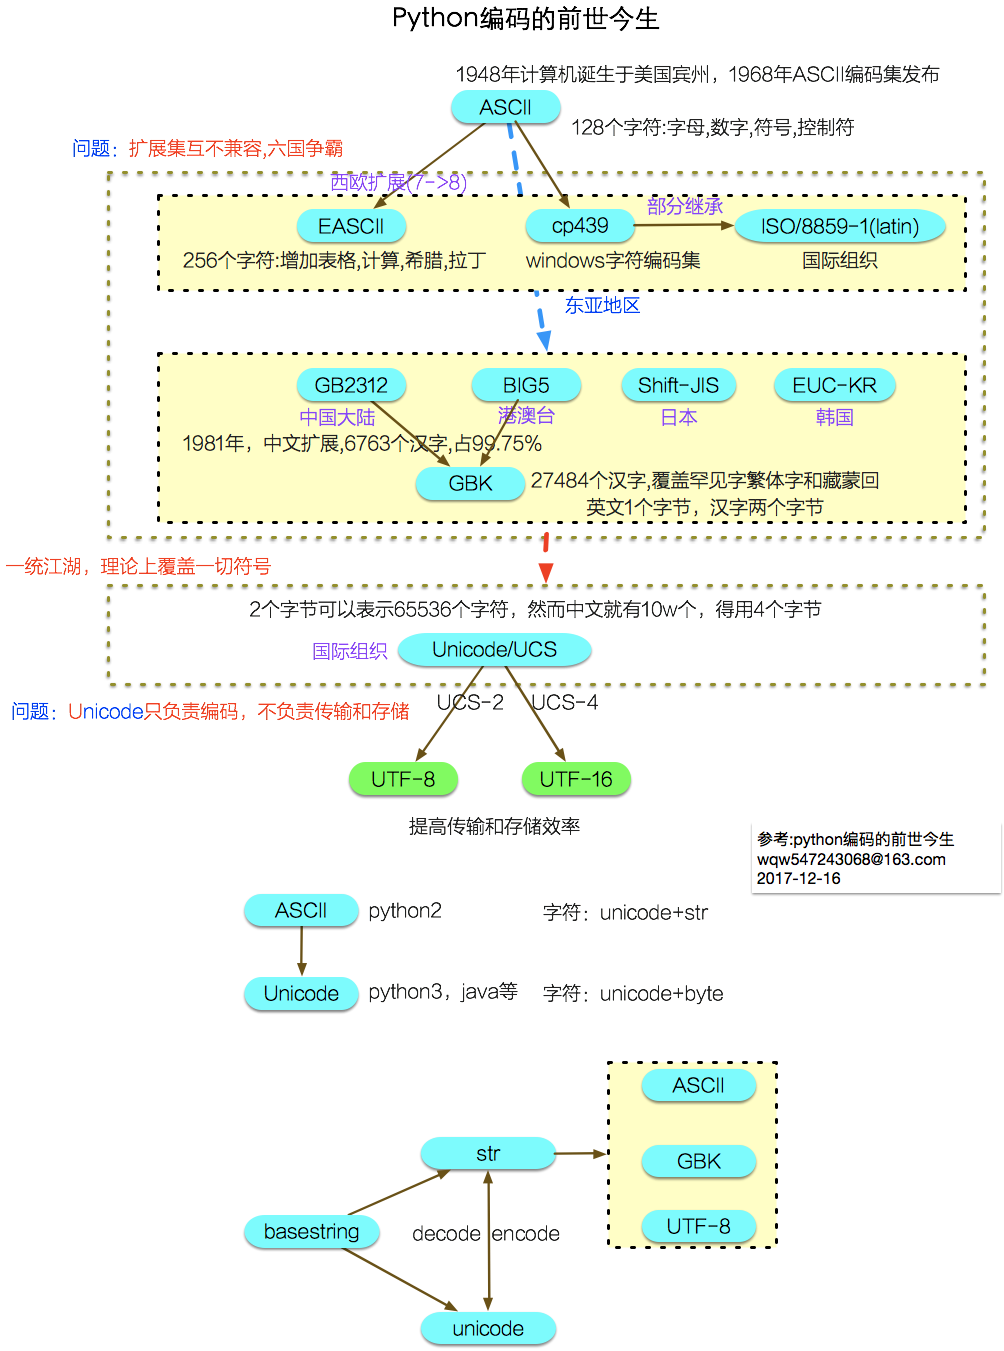 Python编码的前世今生
1948年计算机诞生于美国宾州，1968年ASCII编码集发布
ASCII
128个字符:字母,数字,符号,控制符
问题：扩展集互不兼容,六国争霸
西欧扩展(7->8)
部分继承
EASCII
cp439
ISO/8859-1(latin)
256个字符:增加表格,计算,希腊,拉丁
windows字符编码集
国际组织
东亚地区
GB2312
BIG5
Shift-JIS
EUC-KR
中国大陆
港澳台
日本
韩国
1981年，中文扩展,6763个汉字,占99.75%
GBK
27484个汉字,覆盖罕见字繁体字和藏蒙回
英文1个字节，汉字两个字节
一统江湖，理论上覆盖一切符号
2个字节可以表示65536个字符，然而中文就有10w个，得用4个字节
国际组织
Unicode/UCS
UCS-2
UCS-4
问题：Unicode只负责编码，不负责传输和存储
UTF-8
UTF-16
提高传输和存储效率
参考:python编码的前世今生
wqw547243068@163.com
2017-12-16
ASCII
python2
字符：unicode+str
Unicode
python3，java等
字符：unicode+byte
ASCII
str
GBK
basestring
decode
encode
UTF-8
unicode